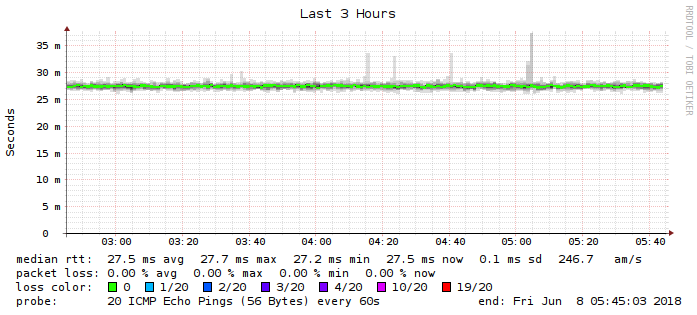 Last 3 Hours
RRDTOOL / TOBI OETIKER
Seconds
35 m
30 m
25 m
20 m
15 m
10 m
5 m
0
03:00 03:20 03:40 04:00 04:20 04:40 05:00 05:20 05:40
median rtt: 27.5 ms avg 27.7 ms max 27.2 ms min 27.5 ms now 0.1 ms sd 246.7 am/s
packet loss: 0.00 % avg 0.00 % max 0.00 % min 0.00 % now
loss color: 0 1/20 2/20 3/20 4/20 10/20 19/20
probe: 20 ICMP Echo Pings (56 Bytes) every 60s end: Fri Jun 8 05:45:03 2018